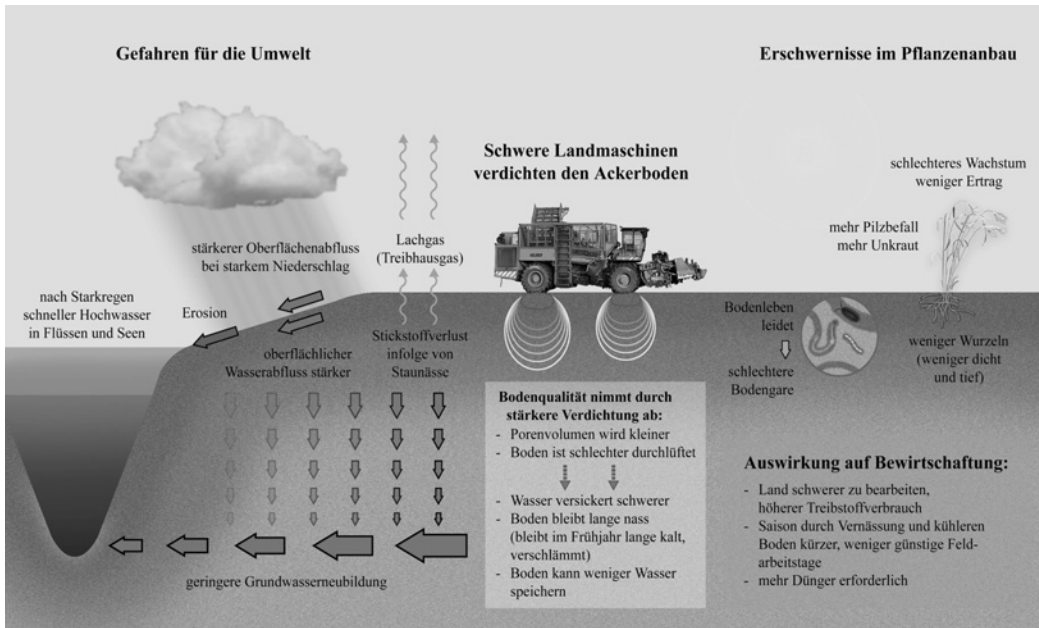 Gefahren für die Umwelt
Erschwernisse im Pflanzenanbau
Schwere Landmaschinen
verdichten den Ackerboden
schlechteres Wachstum
weniger Ertrag
mehr Pilzbefall
mehr Unkraut
stärkerer Oberflächenabfluss
bei starkem Niederschlag
Lachgas
(Treibhausgas)
nach Starkregen
schneller Hochwasser
in Flüssen und Seen
Erosion
oberflächlicher
Wasserabfluss stärker
Stickstoffverlust
infolge von
Staunässe
Bodenleben
leidet
schlechtere
Bodengare
weniger Wurzeln
(weniger dicht
und tief)
Bodenqualität nimmt durch
stärkere Verdichtung ab:
- Porenvolumen wird kleiner
- Boden ist schlechter durchlüftet
- Wasser versickert schwerer
- Boden bleibt lange nass
(bleibt im Frühjahr lange kalt,
verschlämmt)
- Boden kann weniger Wasser
speichern
Auswirkung auf Bewirtschaftung:
- Land schwerer zu bearbeiten,
höherer Treibstoffverbrauch
- Saison durch Vernässung und kühleren
Boden kürzer, weniger günstige Feld-
arbeitstage
- mehr Dünger erforderlich
geringere Grundwasserneubildung